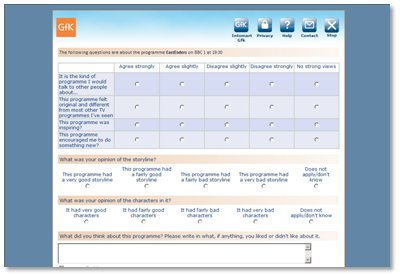 GfK
Intomart GfK
Privacy
Help
Contact
Stop
The following questions are about the programme Eastenders on BBC 1 at 19:30
Agree strongly Agree slightly Disagree slightly Disagree strongly No strong views
It is the kind of
programme I would
talk to other people
about...
This programme felt
original and different
from most other TV
programmes I've seen
This programme was
inspiring?
This programme
encouraged me to do
something new?
What was your opinion of the storyline?
This programme had a very good storyline
This programme had a fairly good storyline
This programme had a fairly bad storyline
This programme had a very bad storyline
Does not apply/don't know
What was your opinion of the characters in it?
It had very good characters
It had fairly good characters
It had fairly bad characters
It had very bad characters
Does not apply/don't know
What did you think about this programme? Please write in what, if anything, you liked or didn't like about it.